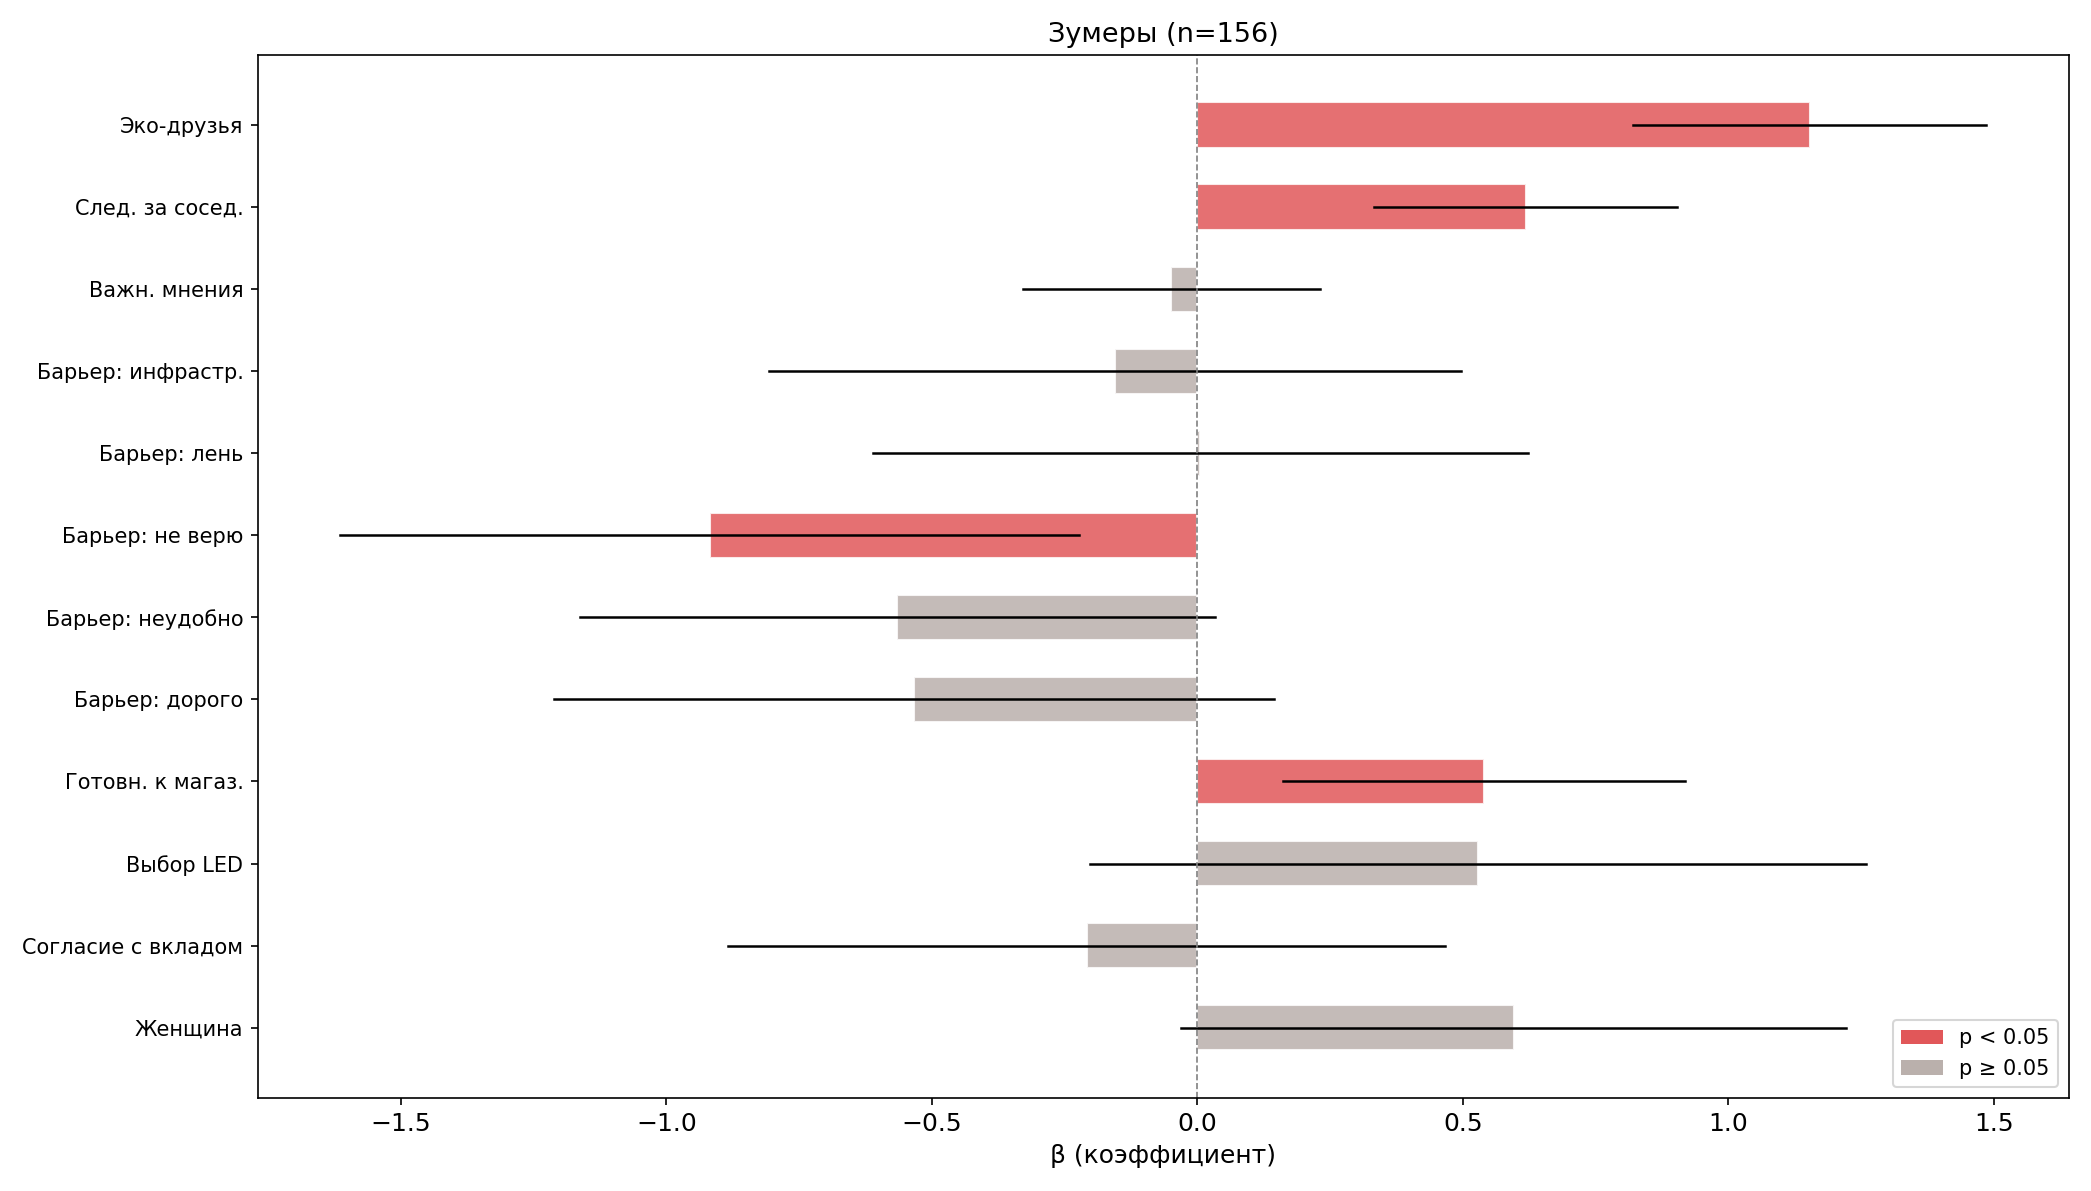 Зумеры (n=156)
Эко-друзья
След. за сосед.
Важн. мнения
Барьер: инфрастр.
Барьер: лень
Барьер: не верю
Барьер: неудобно
Барьер: дорого
Готовн. к магаз.
Выбор LED
Согласие с вкладом
Женщина
p < 0.05
p ≥ 0.05
−1.5 −1.0 −0.5 0.0 0.5 1.0 1.5
β (коэффициент)